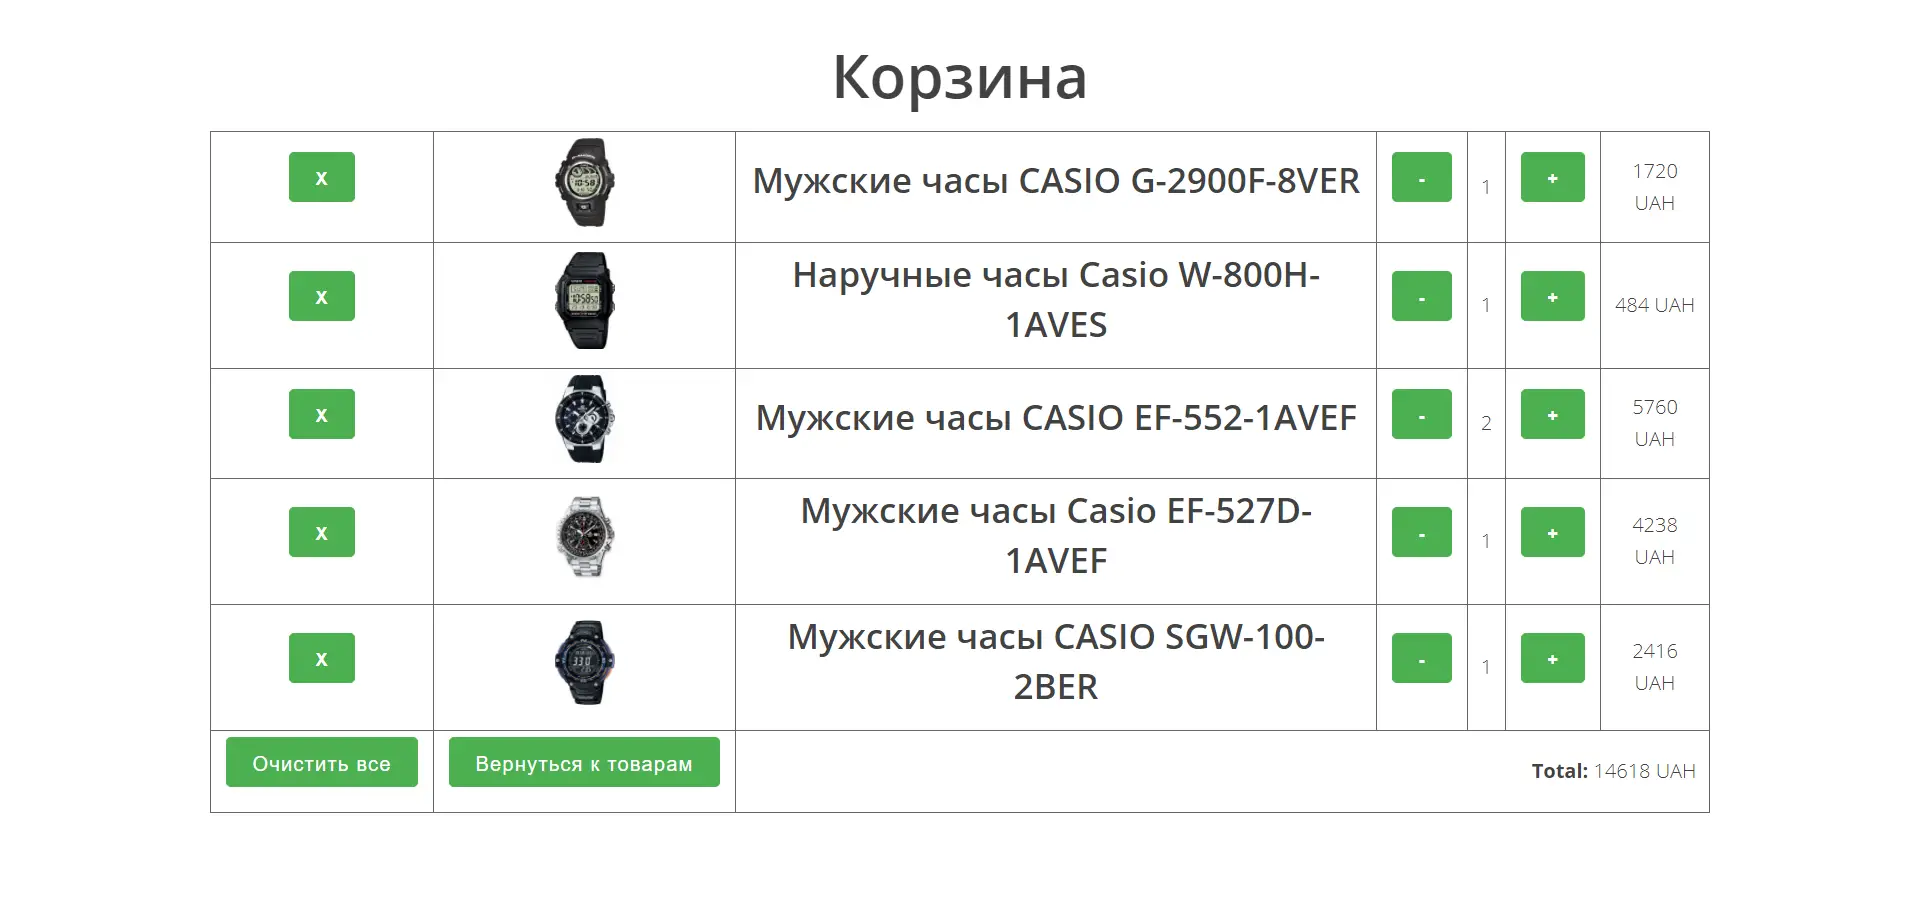 Корзина
X
Мужские часы CASIO G-2900F-8VER
-
1
+
1720
UAH
X
Наручные часы Casio W-800H-
1AVES
-
1
+
484 UAH
X
Мужские часы CASIO EF-552-1AVEF
-
2
+
5760
UAH
X
Мужские часы Casio EF-527D-
1AVEF
-
1
+
4238
UAH
X
Мужские часы CASIO SGW-100-
2BER
-
1
+
2416
UAH
Очистить все
Вернуться к товарам
Total: 14618 UAH